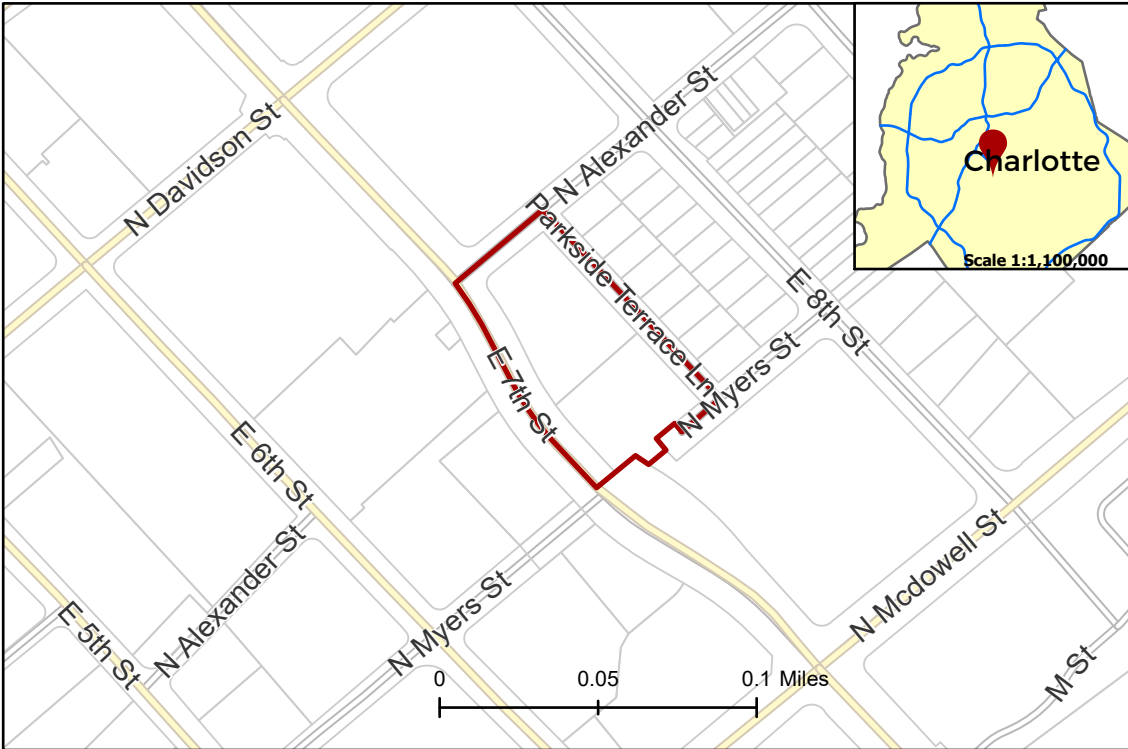 N Davidson St
N Alexander St
Charlotte
Scale 1:1,100,000
Parkside Terrace Ln
E 8th St
E 7th St
N Myers St
E 6th St
N Mcdowell St
N Alexander St
N Myers St
E 5th St
M St
0 0.05 0.1 Miles